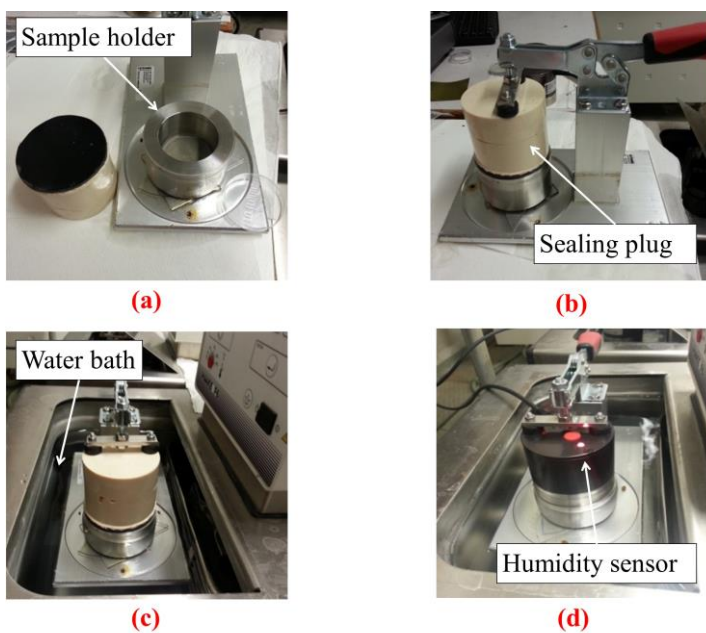 Sample holder
Sealing plug
(a)
(b)
Water bath
Humidity sensor
(c)
(d)